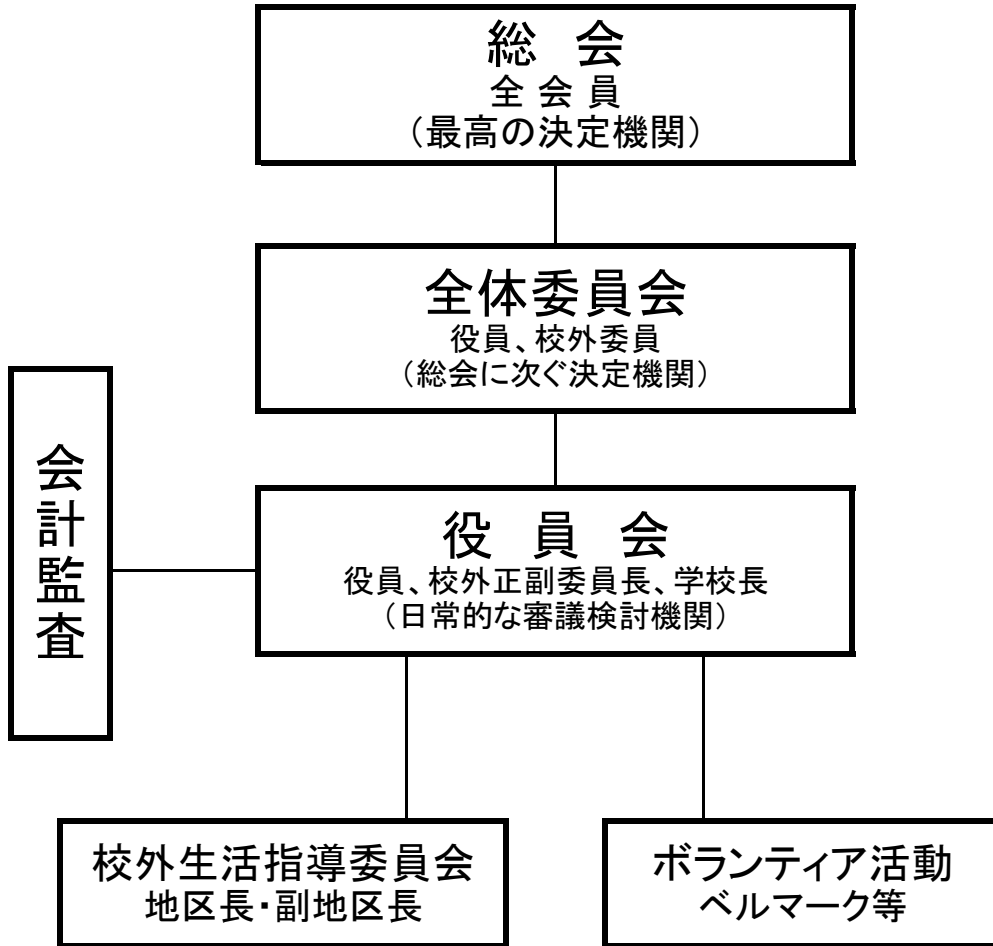 総　会
全 会 員
（最高の決定機関）
全体委員会
役員、校外委員
（総会に次ぐ決定機関）
会計監査
役　員　会
役員、校外正副委員長、学校長
（日常的な審議検討機関）
校外生活指導委員会
地区長・副地区長
ボランティア活動
ベルマーク等